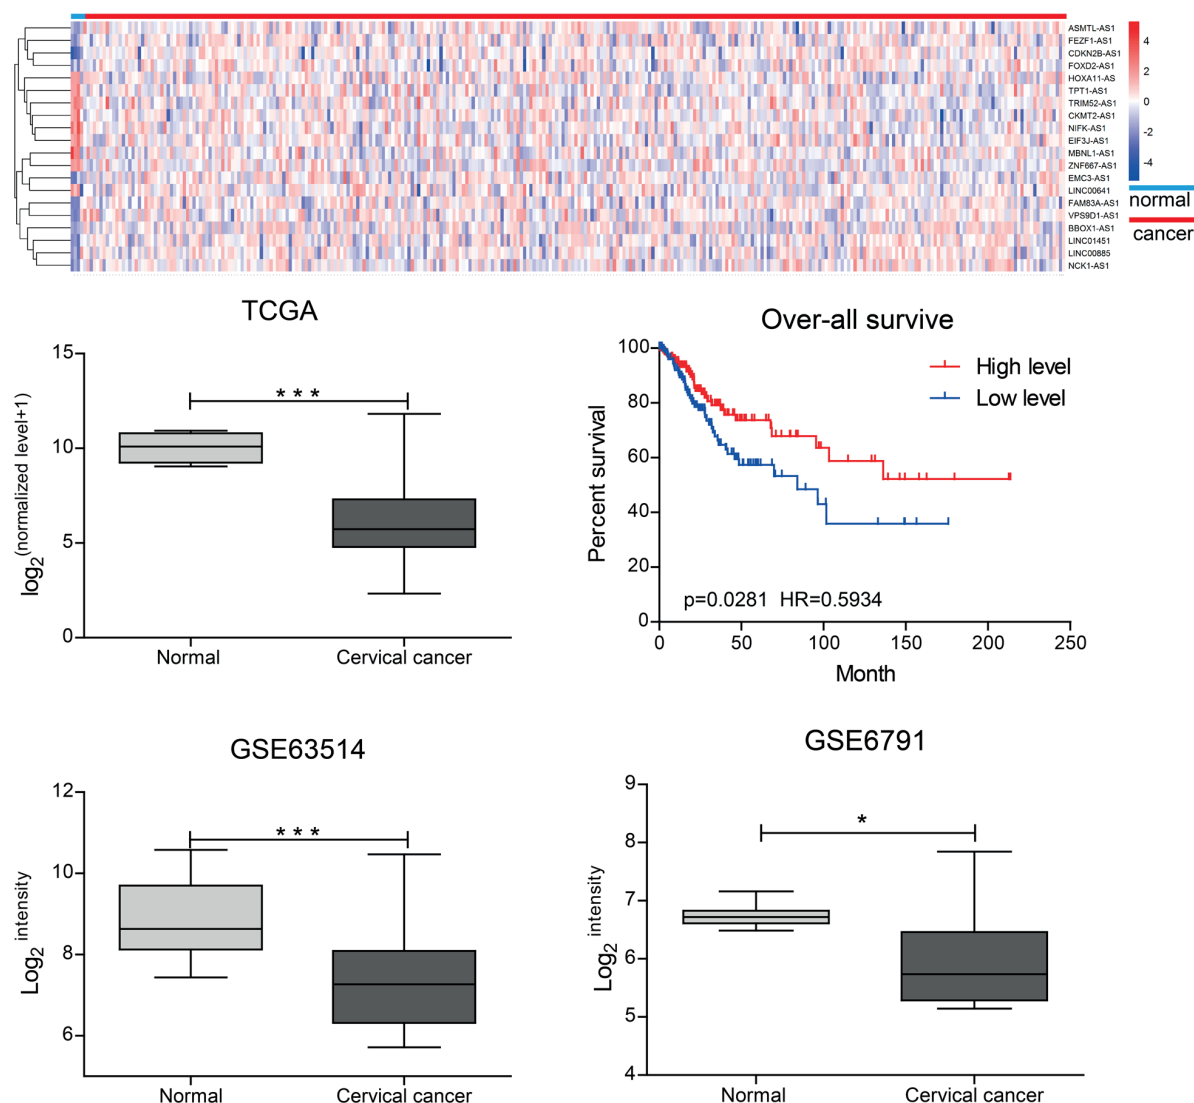 ASMTL-AS1
FEZF1-AS1
CDKN2B-AS1
FOXD2-AS1
HOXA11-AS
TPT1-AS1
TRIM52-AS1
CKMT2-AS1
NIFK-AS1
EIF3J-AS1
MBNL1-AS1
ZNF667-AS1
EMC3-AS1
LINC00641
FAM83A-AS1
VPS9D1-AS1
BBOX1-AS1
LINC01451
LINC00885
NCK1-AS1
4
2
0
-2
-4
normal
cancer
TCGA
log2(normalized level+1)
15
10
5
0
***
Normal
Cervical cancer
Over-all survive
Percent survival
100
80
60
40
20
0
High level
Low level
p=0.0281 HR=0.5934
0 50 100 150 200 250
Month
GSE63514
Log2 intensity
12
10
8
6
***
Normal
Cervical cancer
GSE6791
Log2 intensity
9
8
7
6
5
4
*
Normal
Cervical cancer